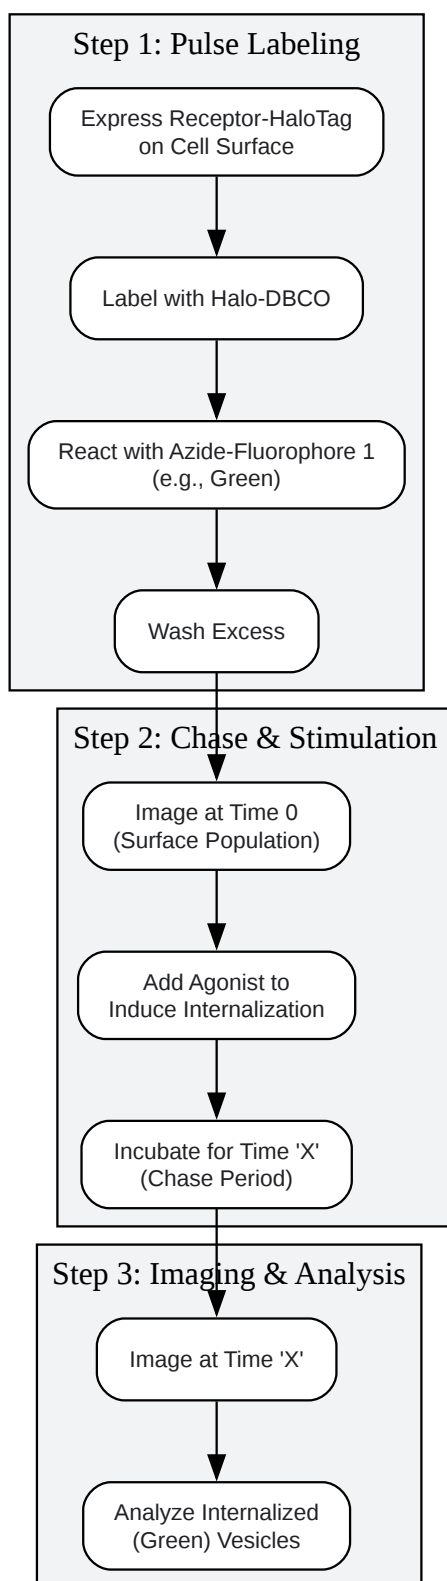 Step 1: Pulse Labeling
Express Receptor-HaloTag
on Cell Surface
Label with Halo-DBCO
React with Azide-Fluorophore 1
(e.g., Green)
Wash Excess
Step 2: Chase & Stimulation
Image at Time 0
(Surface Population)
Add Agonist to
Induce Internalization
Incubate for Time 'X'
(Chase Period)
Step 3: Imaging & Analysis
Image at Time 'X'
Analyze Internalized
(Green) Vesicles